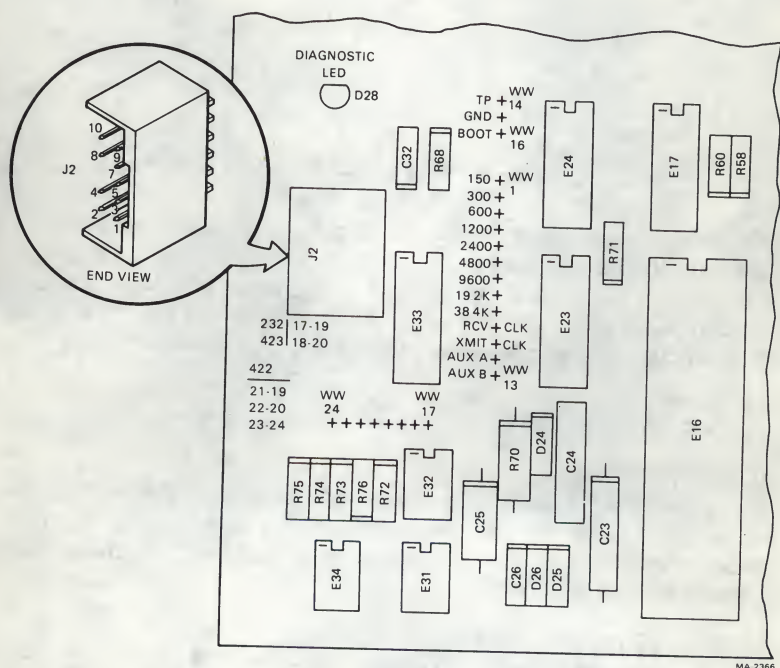 DIAGNOSTIC
LED
D28
10
8
9
7
J2
4
5
3
2
1
END VIEW
TP + WW
14
GND +
BOOT + WW
16
C32
R68
E24
E17
R60
R58
150 + WW
1
300 +
600 +
1200 +
2400 +
4800 +
9600 +
19 2K +
38 4K +
RCV + CLK
XMIT + CLK
AUX A +
AUX B + WW
13
J2
E33
E23
R71
232 | 17-19
423 | 18-20
422
21-19
22-20
23-24
WW
24
WW
17
+ + + + + + + +
E16
R75
R74
R73
R76
R72
E32
R70
D24
C24
C25
C23
E34
E31
C26
D26
D25
MA-2366